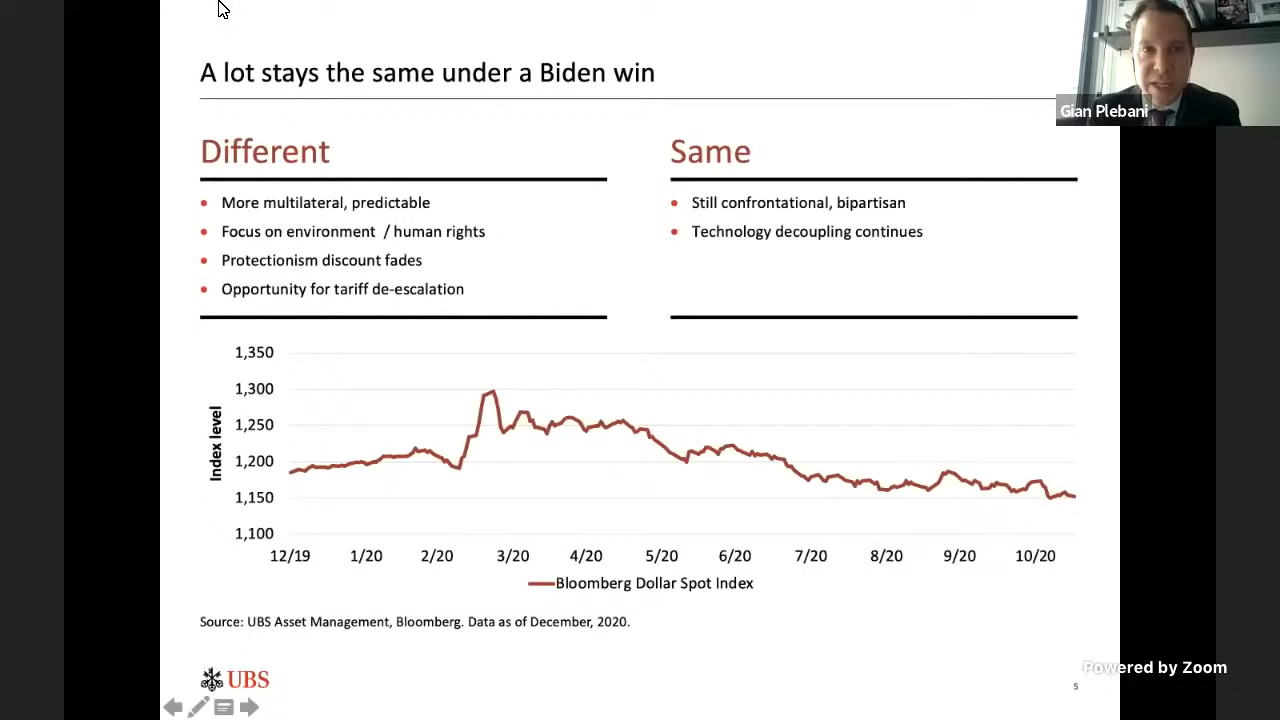 A lot stays the same under a Biden win
Gian Plebani
Different
More multilateral, predictable
Focus on environment / human rights
Protectionism discount fades
Opportunity for tariff de-escalation
Same
Still confrontational, bipartisan
Technology decoupling continues
Index level
1,350
1,300
1,250
1,200
1,150
1,100
12/19 1/20 2/20 3/20 4/20 5/20 6/20 7/20 8/20 9/20 10/20
Bloomberg Dollar Spot Index
Source: UBS Asset Management, Bloomberg. Data as of December, 2020.
UBS
Powered by Zoom
5